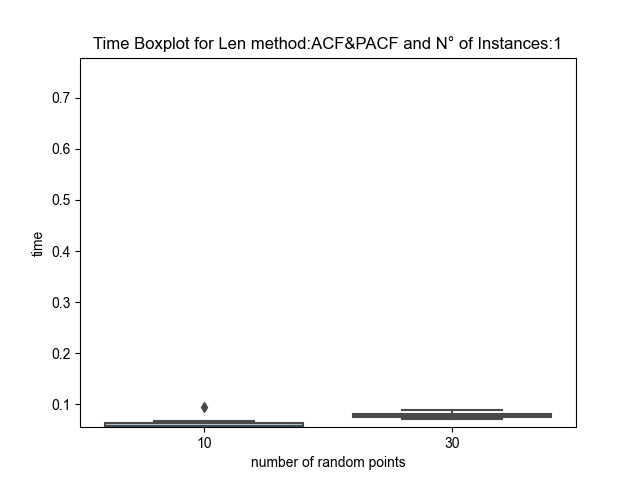 Time Boxplot for Len method:ACF&PACF and N° of Instances:1
0.7
0.6
0.5
0.4
0.3
0.2
0.1
time
10 30
number of random points